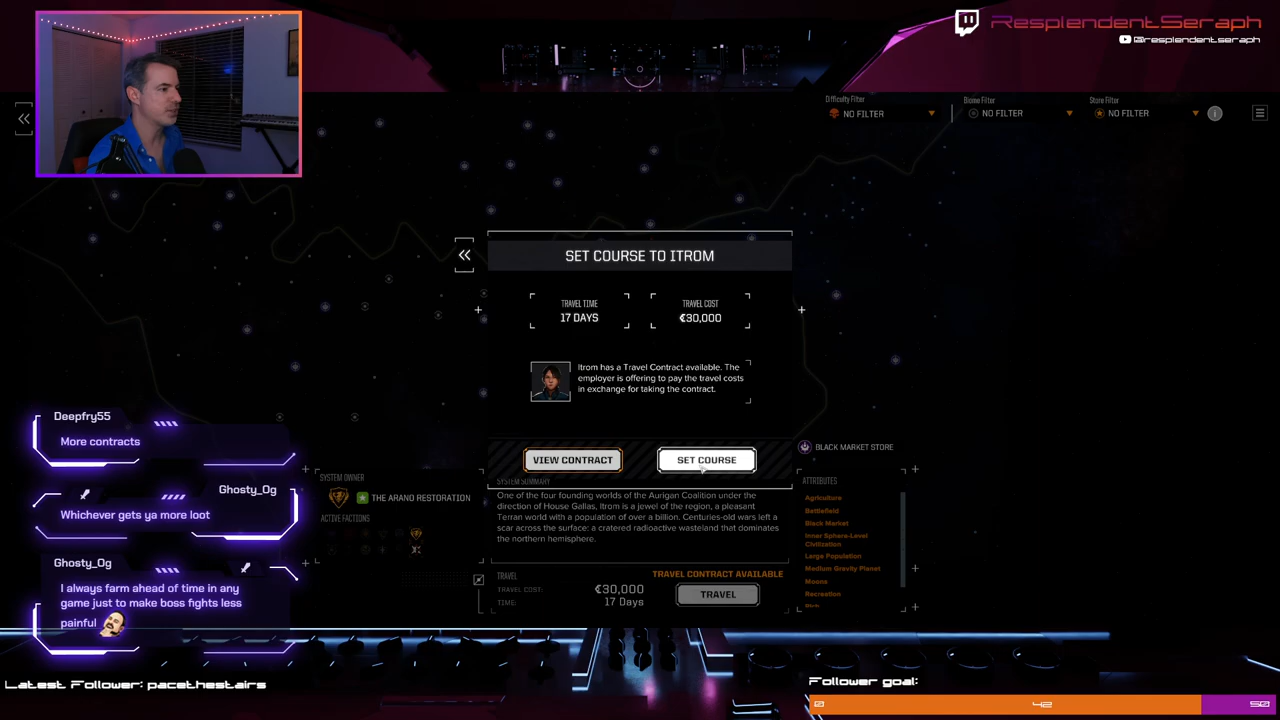 ResplendentSeraph
@resplendentseraph
Difficulty Filter
NO FILTER
Biome Filter
NO FILTER
Store Filter
NO FILTER
SET COURSE TO ITROM
TRAVEL TIME
17 DAYS
TRAVEL COST
¢30,000
Itrom has a Travel Contract available. The
employer is offering to pay the travel costs
in exchange for taking the contract.
VIEW CONTRACT
SET COURSE
Deepfry55
More contracts
Ghosty_Og
Whichever gets ya more loot
Ghosty_Og
I always farm ahead of time in any
game just to make boss fights less
painful
SYSTEM OWNER
THE ARANO RESTORATION
ACTIVE FACTIONS
SYSTEM SUMMARY
One of the four founding worlds of the Aurigan Coalition under the
direction of House Gallas, Itrom is a jewel of the region, a pleasant
Terran world with a population of over a billion. Centuries-old wars left a
scar across the surface: a cratered radioactive wasteland that dominates
the northern hemisphere.
TRAVEL
TRAVEL COST:
¢30,000
TIME:
17 Days
TRAVEL CONTRACT AVAILABLE
TRAVEL
BLACK MARKET STORE
ATTRIBUTES
Agriculture
Battlefield
Black Market
Inner Sphere-Level
Civilization
Large Population
Medium Gravity Planet
Moons
Recreation
Latest Follower: pacethestairs
Follower goal:
0
42
50